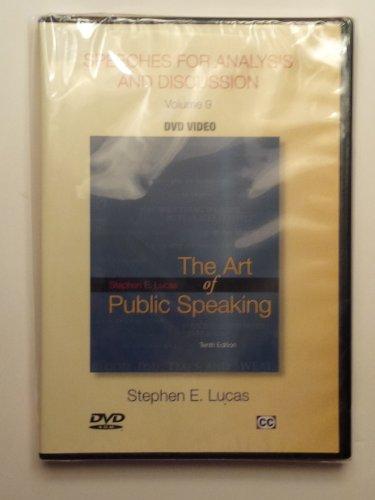 SPEECHES FOR ANALYSIS
AND DISCUSSION
Volume 9
DVD VIDEO
Stephen E. Lucas
The Art
of
Public Speaking
Tenth Edition
Stephen E. Lucas
DVD
CC